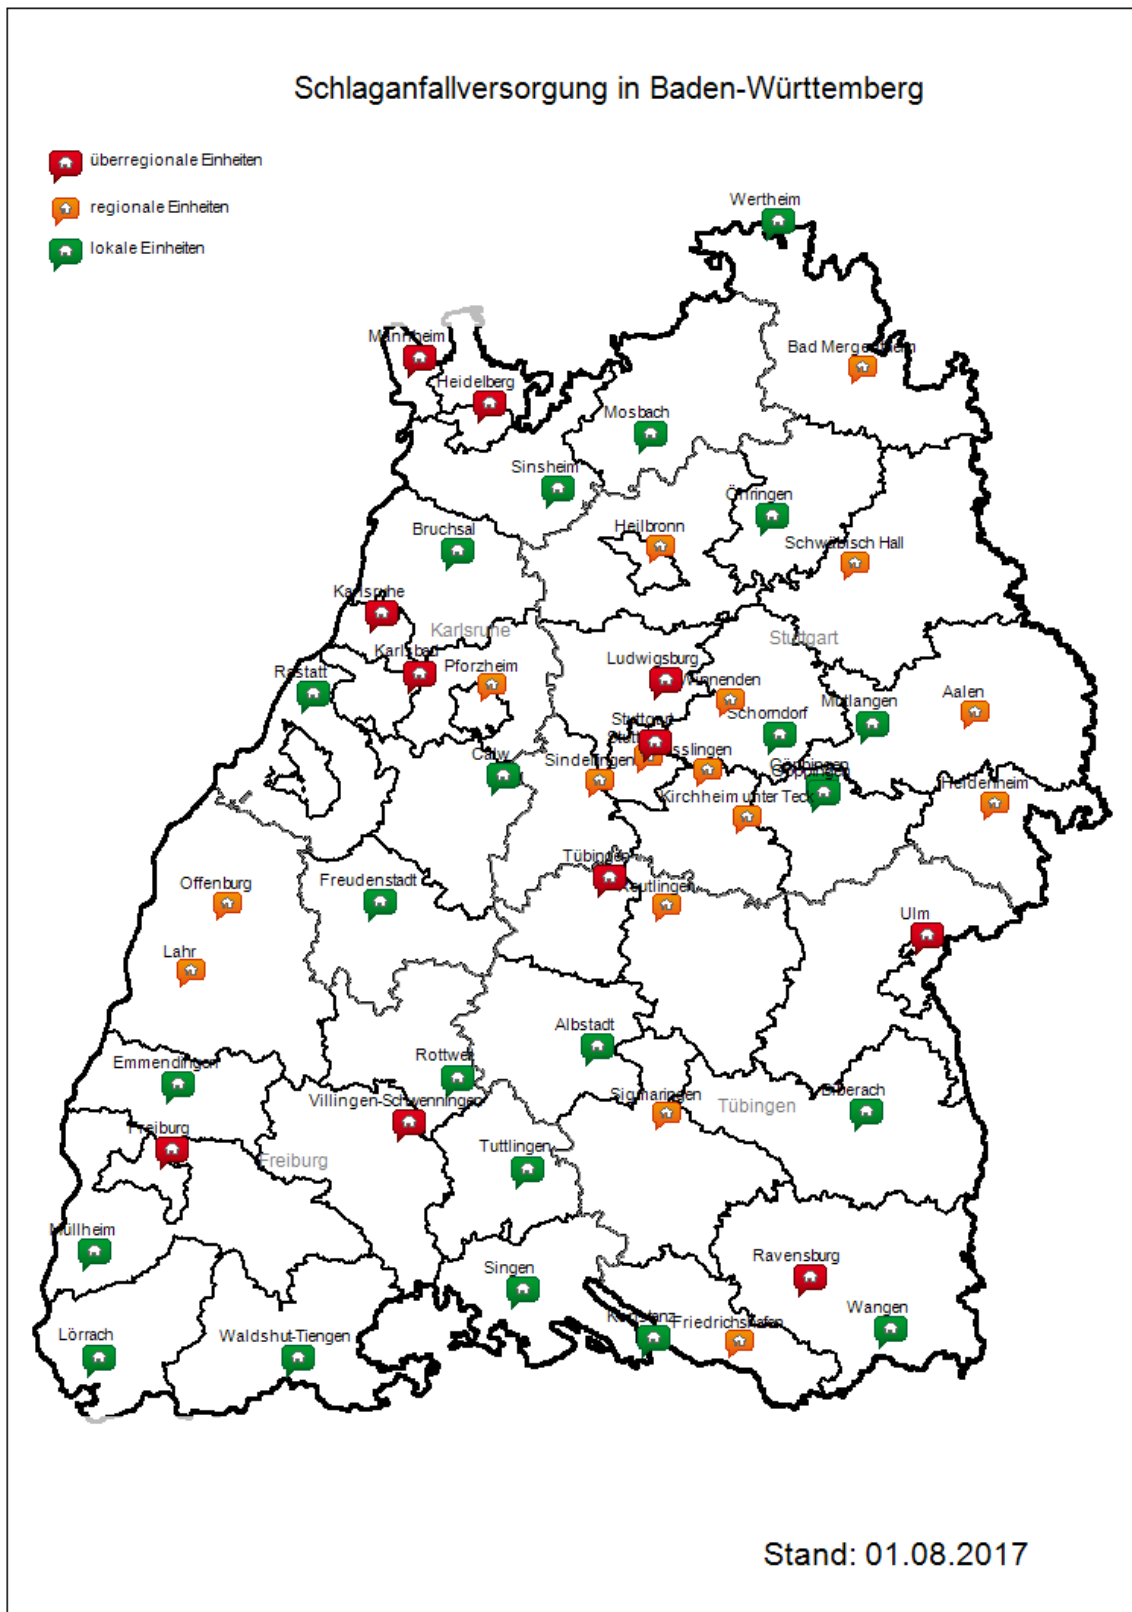 Schlaganfallversorgung in Baden-Württemberg
überregionale Einheiten
regionale Einheiten
lokale Einheiten
Wertheim
Mannheim
Bad Mergentheim
Heidelberg
Mosbach
Sinsheim
Öhringen
Heilbronn
Bruchsal
Schwäbisch Hall
Karlsruhe
Karlsruhe
Stuttgart
Karlsbad
Ludwigsburg
Pforzheim
Rastatt
Winnenden
Aalen
Mutlangen
Schorndorf
Stuttgart
Calw
Sindelfingen
Esslingen
Göppingen
Göppingen
Heidenheim
Kirchheim unter Teck
Tübingen
Freudenstadt
Offenburg
Reutlingen
Ulm
Lahr
Albstadt
Rottweil
Emmendingen
Biberach
Sigmaringen
Tübingen
Villingen-Schwenningen
Freiburg
Tuttlingen
Freiburg
Müllheim
Ravensburg
Singen
Wangen
Konstanz
Friedrichshafen
Lörrach
Waldshut-Tiengen
Stand: 01.08.2017